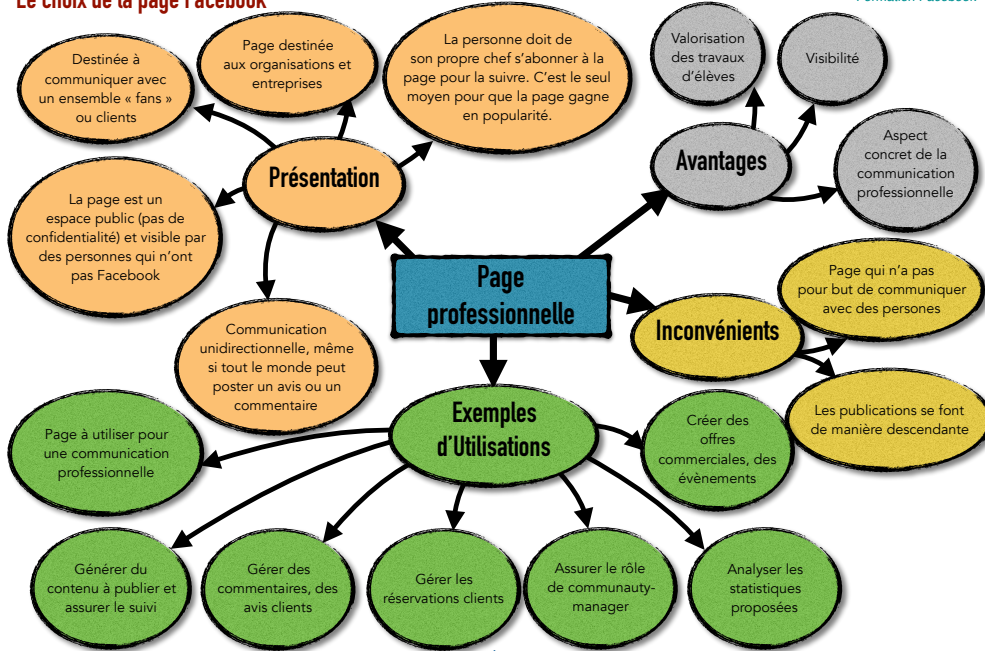 Le choix de la page Facebook
Formation Facebook
Destinée à
communiquer avec
un ensemble « fans »
ou clients
Page destinée
aux organisations et
entreprises
La personne doit de
son propre chef s'abonner à la
page pour la suivre. C'est le seul
moyen pour que la page gagne
en popularité.
Valorisation
des travaux
d'élèves
Visibilité
Aspect
concret de la
communication
professionnelle
Présentation
Avantages
La page est un
espace public (pas de
confidentialité) et visible par
des personnes qui n'ont
pas Facebook
Page
professionnelle
Page qui n'a pas
pour but de communiquer
avec des persones
Inconvénients
Communication
unidirectionnelle, même
si tout le monde peut
poster un avis ou un
commentaire
Les publications se font
de manière descendante
Exemples
d'Utilisations
Page à utiliser pour
une communication
professionnelle
Créer des
offres
commerciales, des
évènements
Générer du
contenu à publier et
assurer le suivi
Gérer des
commentaires, des
avis clients
Gérer les
réservations clients
Assurer le rôle
de communauty-
manager
Analyser les
statistiques
proposées